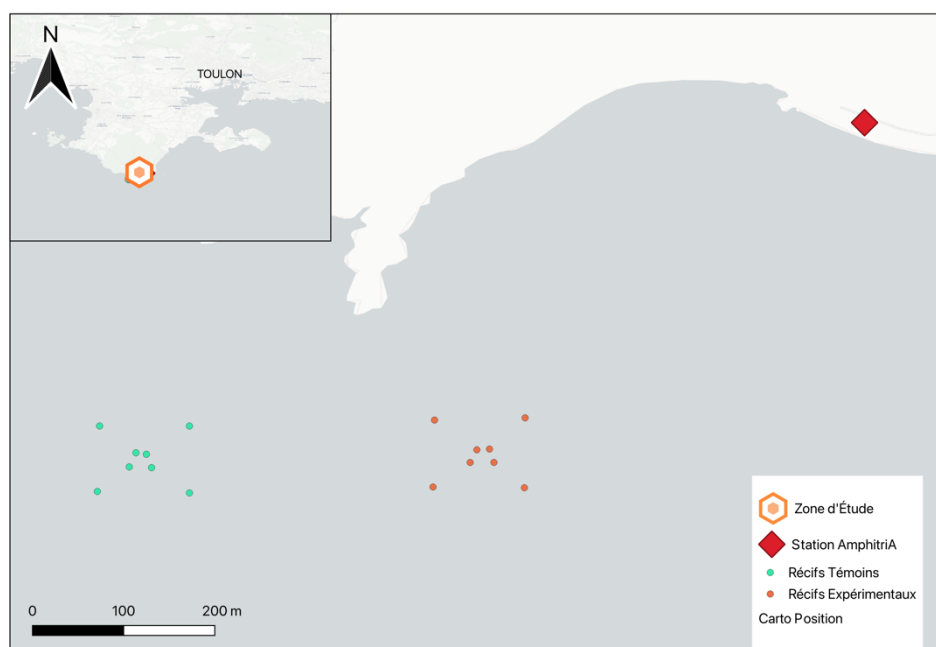 N
TOULON
Zone d'Étude
Station AmphitriA
Récifs Témoins
Récifs Expérimentaux
Carto Position
0 100 200 m